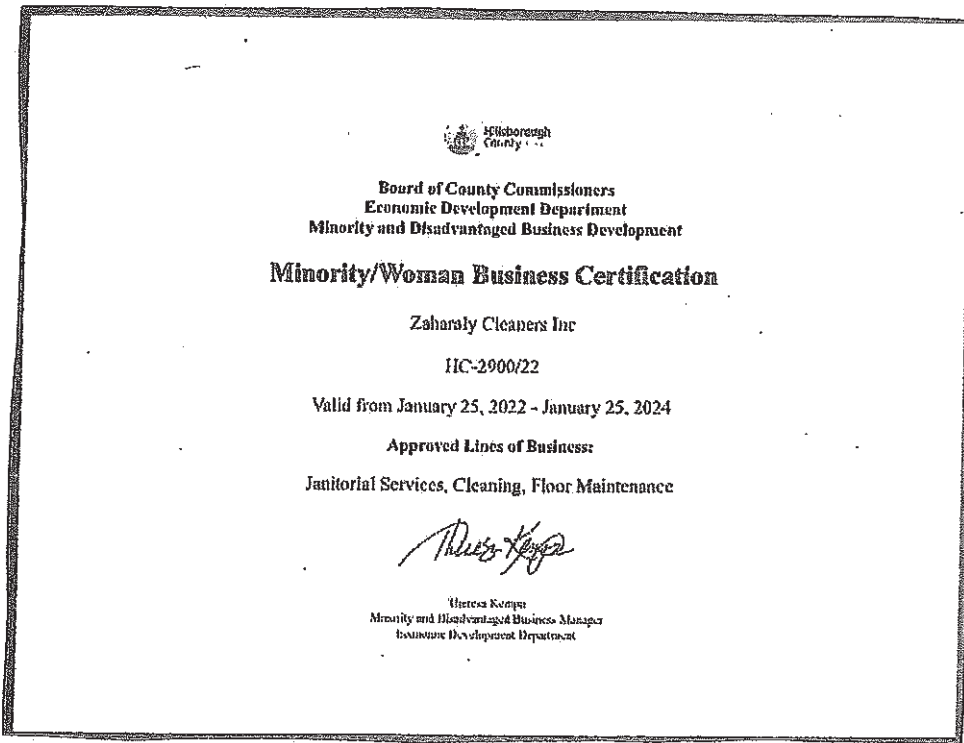 Hillsborough
County
Board of County Commissioners
Economic Development Department
Minority and Disadvantaged Business Development
Minority/Woman Business Certification
Zaharaly Cleaners Inc
HC-2900/22
Valid from January 25, 2022 - January 25, 2024
Approved Lines of Business:
Janitorial Services, Cleaning, Floor Maintenance
Theresa
Minority and Disadvantaged Business Manager
Economic Development Department